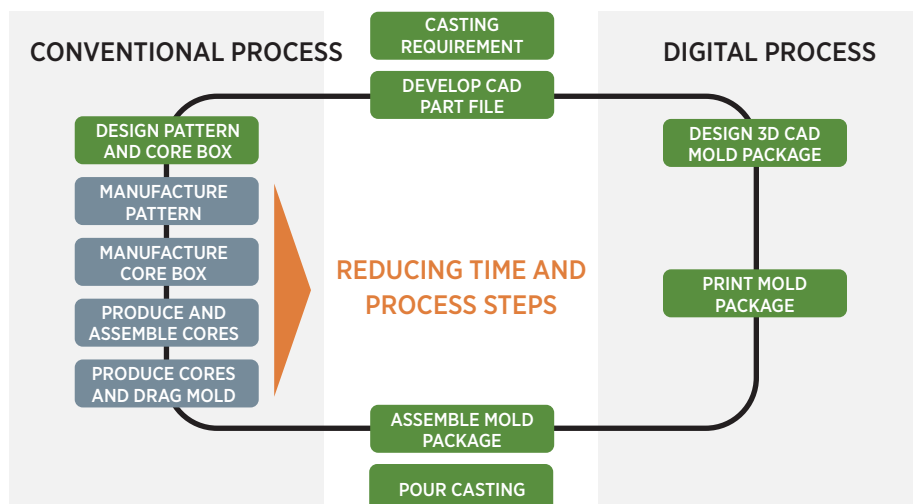 CASTING
REQUIREMENT
CONVENTIONAL PROCESS
DIGITAL PROCESS
DEVELOP CAD
PART FILE
DESIGN PATTERN
AND CORE BOX
DESIGN 3D CAD
MOLD PACKAGE
MANUFACTURE
PATTERN
MANUFACTURE
CORE BOX
PRODUCE AND
ASSEMBLE CORES
PRODUCE CORES
AND DRAG MOLD
REDUCING TIME AND
PROCESS STEPS
PRINT MOLD
PACKAGE
ASSEMBLE MOLD
PACKAGE
POUR CASTING